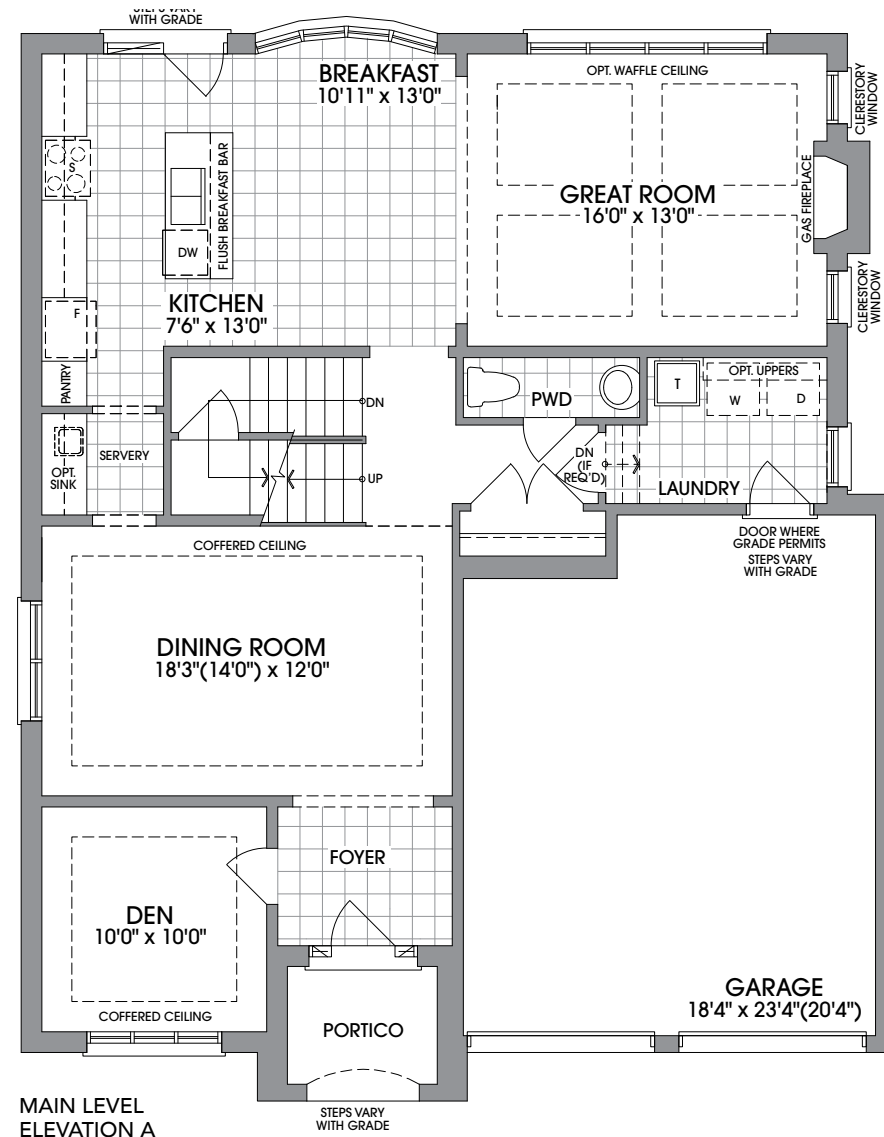 STEPS VARY
WITH GRADE
BREAKFAST
10'11" x 13'0"
OPT. WAFFLE CEILING
CLERESTORY
WINDOW
S
FLUSH BREAKFAST BAR
DW
GREAT ROOM
16'0" x 13'0"
GAS FIREPLACE
CLERESTORY
WINDOW
KITCHEN
7'6" x 13'0"
F
PANTRY
DN
PWD
T
OPT. UPPERS
W
D
SERVERY
OPT.
SINK
UP
DN
(IF
REQ'D)
LAUNDRY
DOOR WHERE
GRADE PERMITS
STEPS VARY
WITH GRADE
COFFERED CEILING
DINING ROOM
18'3"(14'0") x 12'0"
FOYER
DEN
10'0" x 10'0"
COFFERED CEILING
PORTICO
GARAGE
18'4" x 23'4"(20'4")
STEPS VARY
WITH GRADE
MAIN LEVEL
ELEVATION A